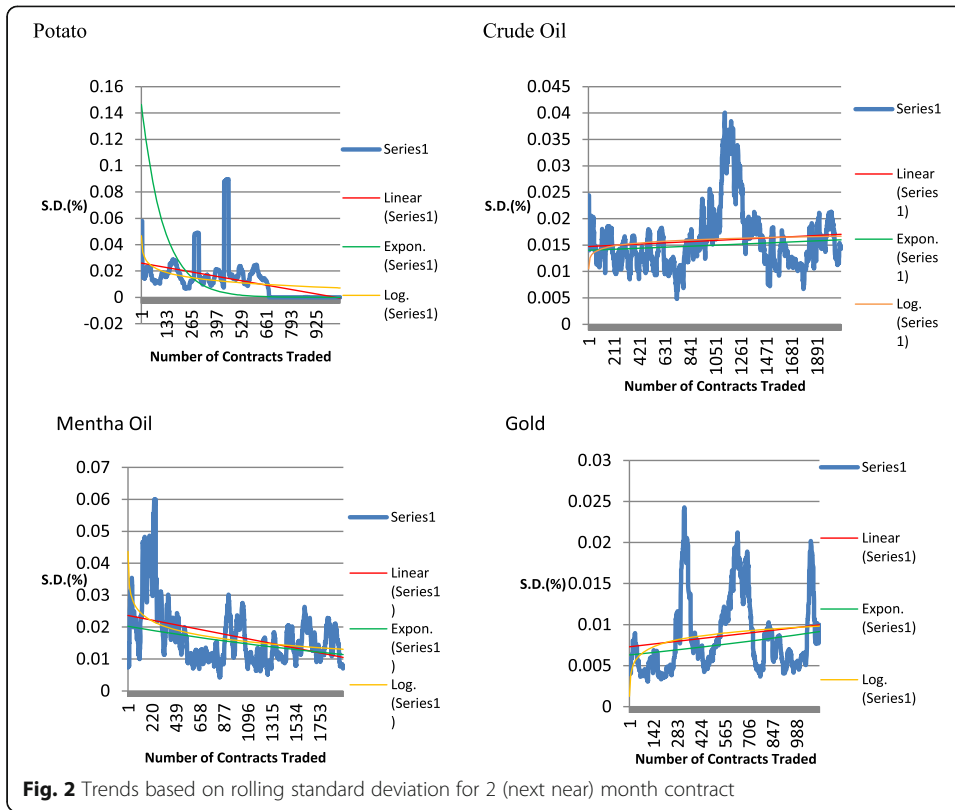 Potato
0.16
0.14
0.12
0.1
0.08
S.D.(%)
0.06
0.04
0.02
0
-0.02
1
133
265
397
529
661
793
925
Number of Contracts Traded
Series1
Linear
(Series1)
Expon.
(Series1)
Log.
(Series1)
Crude Oil
0.045
0.04
0.035
0.03
0.025
S.D.(%)
0.02
0.015
0.01
0.005
0
1
211
421
631
841
1051
1261
1471
1681
1891
Number of Contracts Traded
Series1
Linear
(Series
1)
Expon.
(Series
1)
Log.
(Series
1)
Mentha Oil
0.07
0.06
0.05
0.04
S.D.(%)
0.03
0.02
0.01
0
1
220
439
658
877
1096
1315
1534
1753
Number of Contracts Traded
Series1
Linear
(Series1
)
Expon.
(Series1
)
Log.
(Series1
)
Gold
0.03
0.025
0.02
S.D.(%)
0.015
0.01
0.005
0
1
142
283
424
565
706
847
988
Number of Contracts Traded
Series1
Linear
(Series1)
Expon.
(Series1)
Log.
(Series1)
Fig. 2 Trends based on rolling standard deviation for 2 (next near) month contract